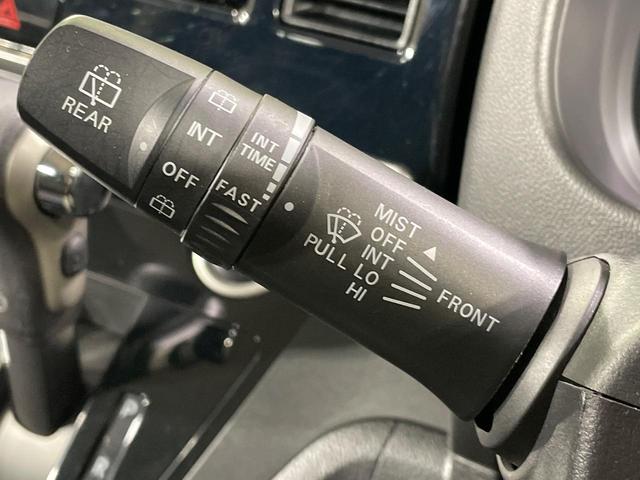 REAR
INT
OFF
INT
TIME
FAST
MIST
OFF
INT
PULL LO
HI
FRONT
P
R